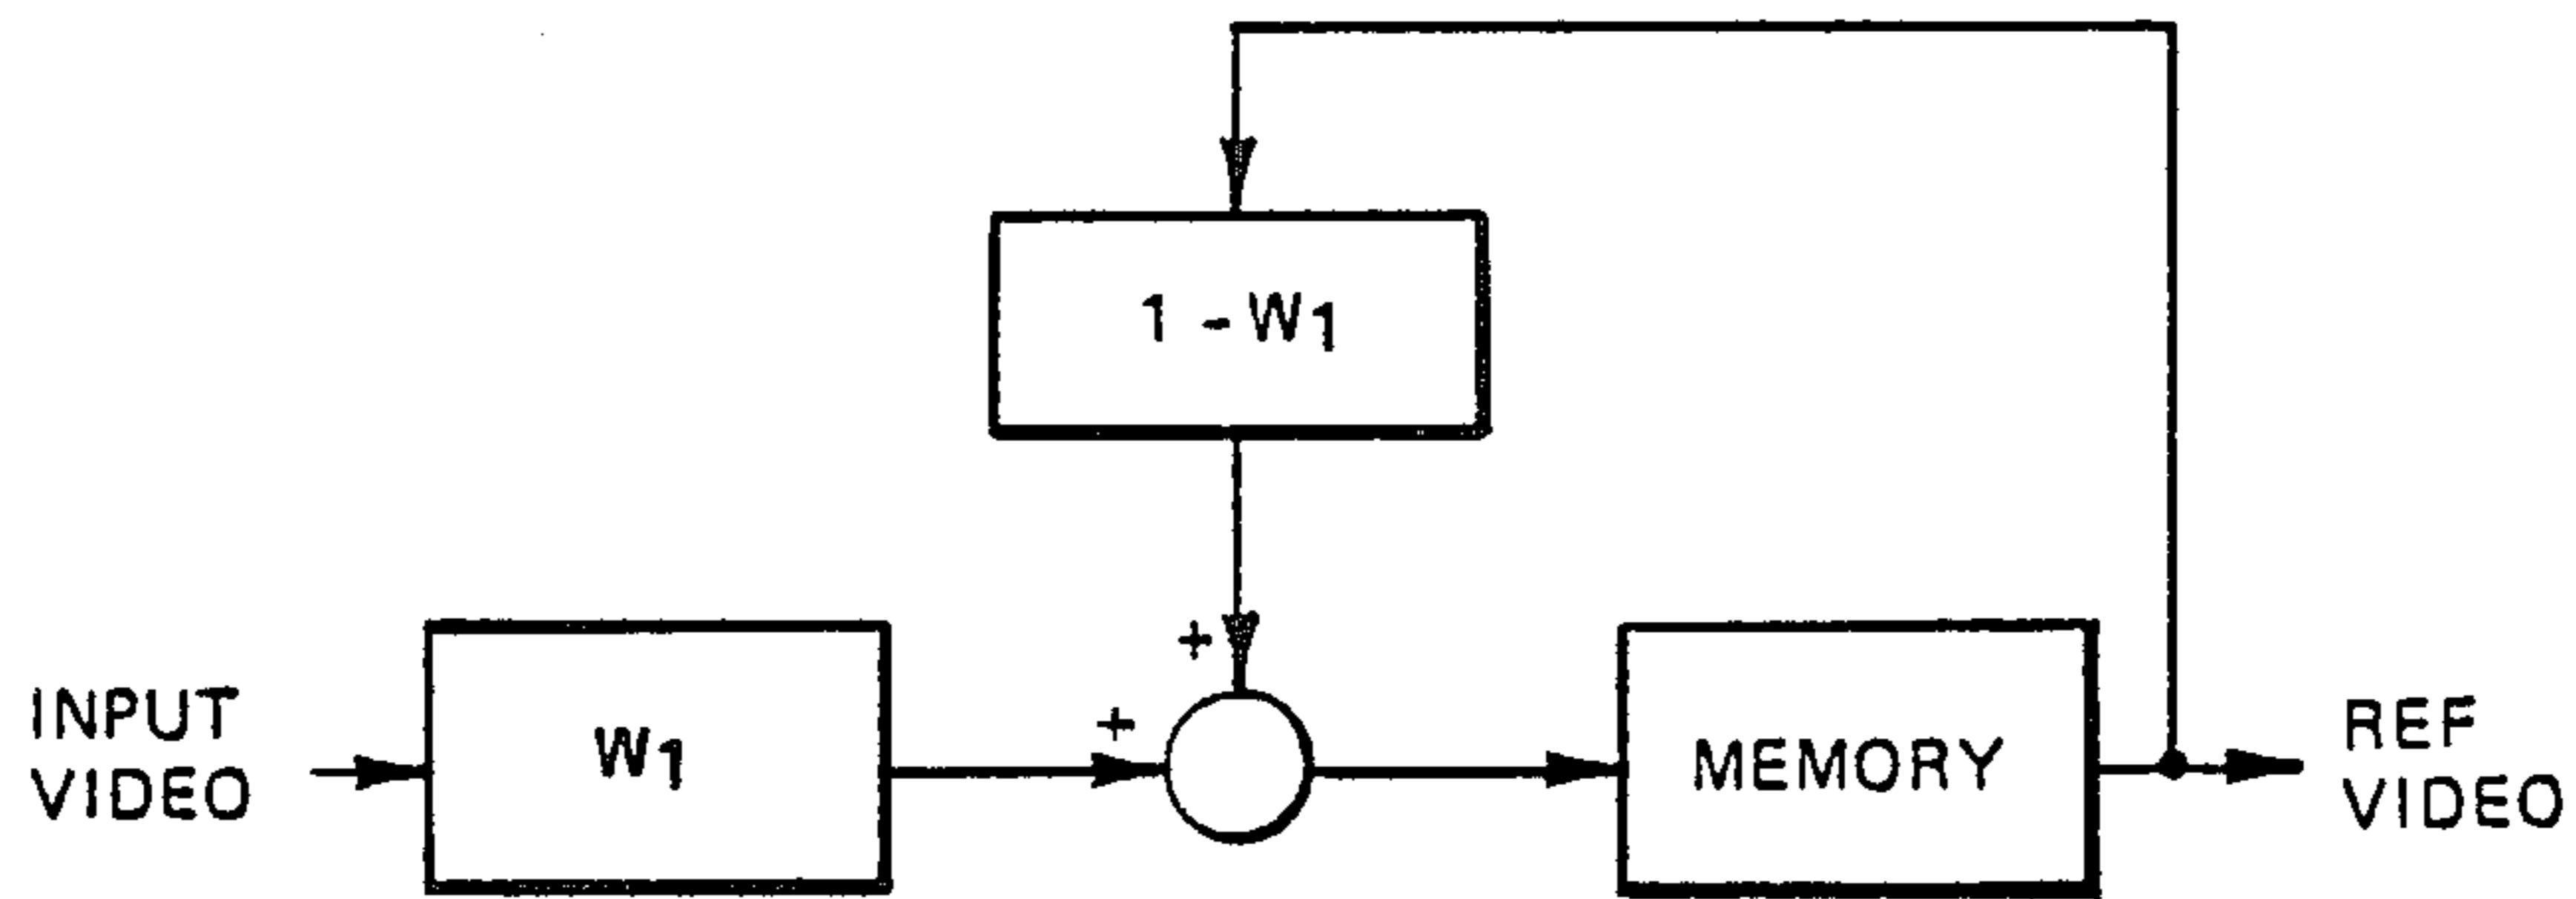 1 - W1
+
+
INPUT
VIDEO
W1
MEMORY
REF
VIDEO